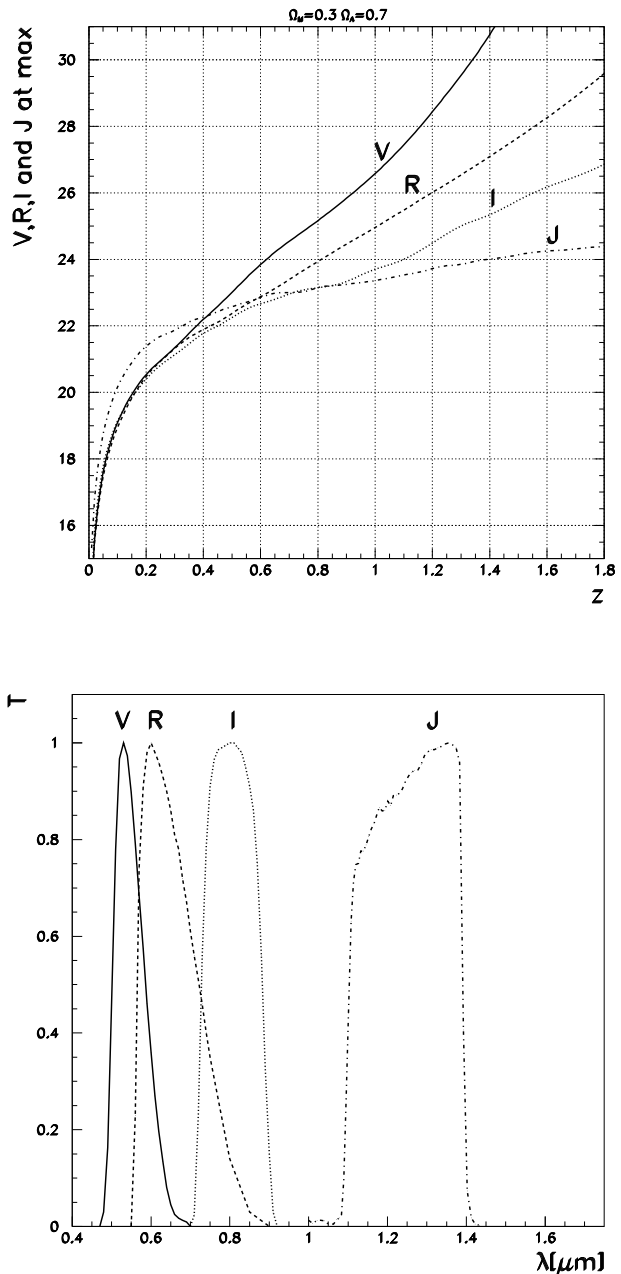 Ω_M=0.3 Ω_Λ=0.7
V,R,I and J at max
30
28
26
24
22
20
18
16
V
R
I
J
0 0.2 0.4 0.6 0.8 1 1.2 1.4 1.6 1.8
z
T
V R I J
1
0.8
0.6
0.4
0.2
0
0.4 0.6 0.8 1 1.2 1.4 1.6
λ[μm]